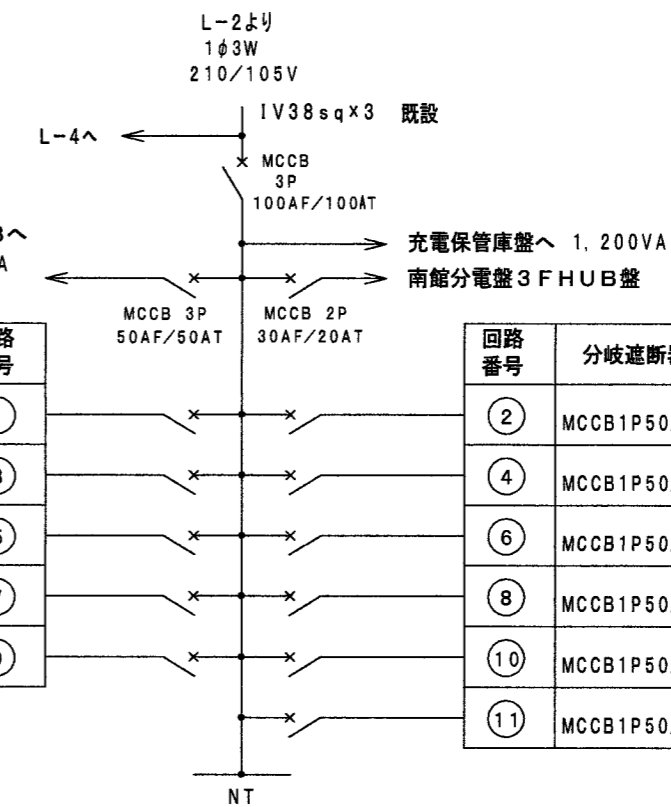 L-2より
1φ3W
210/105V
IV38sq×3 既設
L-4へ
MCCB
3P
100AF/100AT
充電保管庫盤へ 1,200VA
へ
A
南館分電盤3FHUB盤
MCCB 3P
50AF/50AT
MCCB 2P
30AF/20AT
路
号
回路
番号
分岐遮断
② MCCB1P50
④ MCCB1P50
⑥ MCCB1P50
⑧ MCCB1P50
⑩ MCCB1P50
⑪ MCCB1P50
NT